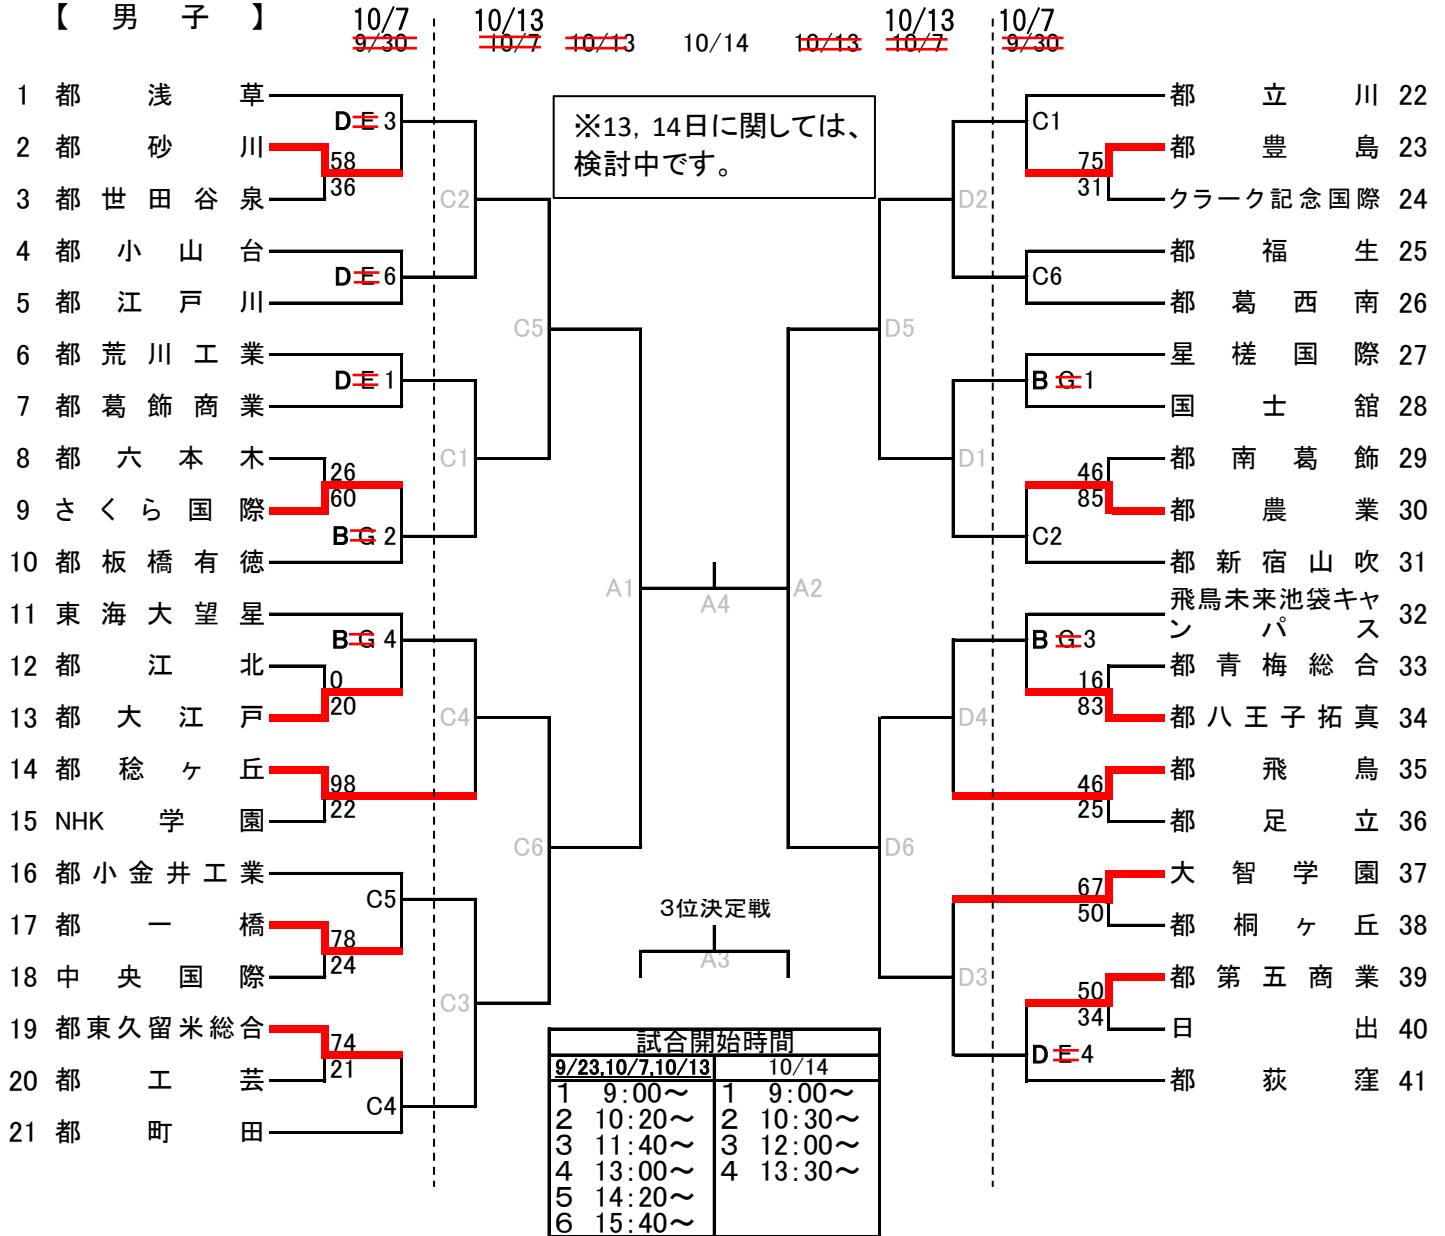 【 男 子 】
10/7 10/13 10/13 10/7
9/30 10/7 10/13 10/14 10/13 10/7 9/30
※13, 14日に関しては、
検討中です。
1 都浅草
2 都砂川
3 都世田谷泉
4 都小山台
5 都江戸川
6 都荒川工業
7 都葛飾商業
8 都六本木
9 さくら国際
10 都板橋有徳
11 東海大望星
12 都江北
13 都大江戸
14 都稔ヶ丘
15 NHK学園
16 都小金井工業
17 都一橋
18 中央国際
19 都東久留米総合
20 都工芸
21 都町田
D E 3
58
36
D E 6
D E 1
26
60
B G 2
B G 4
0
20
98
22
C5
78
24
74
21
C4
C2
C1
C4
C3
C5
C6
A1
A4
A2
3位決定戦
A3
D5
D6
D2
D1
D4
D3
C1
75
31
C6
B G 1
46
85
C2
B G 3
16
83
46
25
67
50
50
34
D E 4
都立川 22
都豊島 23
クラーク記念国際 24
都福生 25
都葛西南 26
星槎国際 27
国士舘 28
都南葛飾 29
都農業 30
都新宿山吹 31
飛鳥未来池袋キャ
ンパス 32
都青梅総合 33
都八王子拓真 34
都飛鳥 35
都足立 36
大智学園 37
都桐ヶ丘 38
都第五商業 39
日出 40
都荻窪 41
試合開始時間
9/23,10/7,10/13 10/14
1 9:00～ 1 9:00～
2 10:20～ 2 10:30～
3 11:40～ 3 12:00～
4 13:00～ 4 13:30～
5 14:20～
6 15:40～